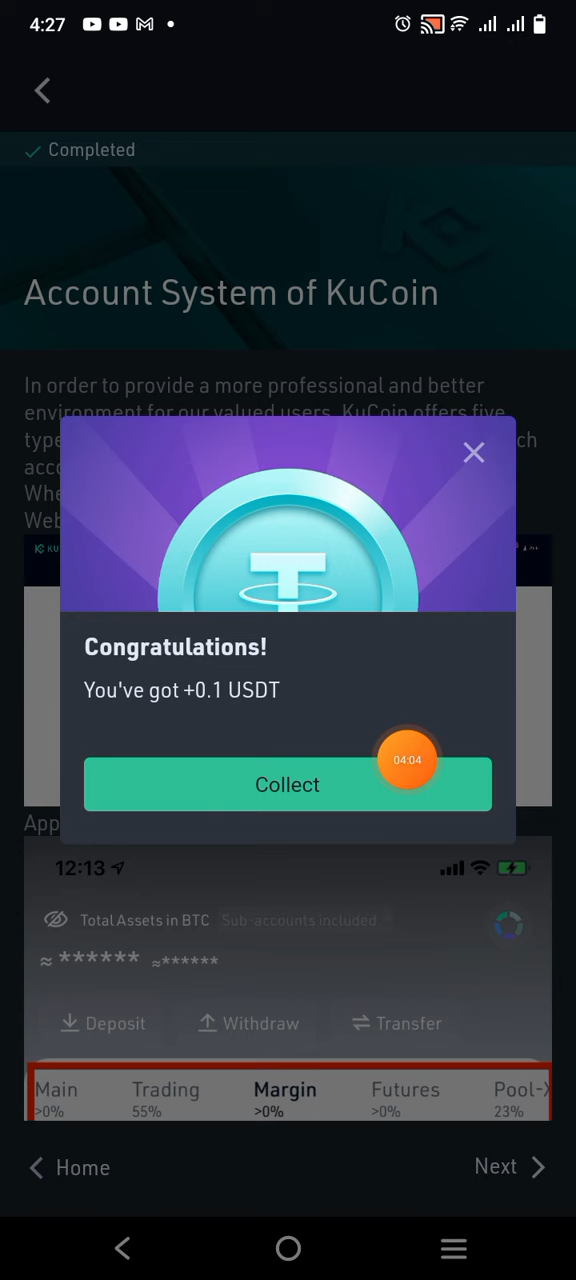 4:27
Completed
Account System of KuCoin
In order to provide a more professional and better
environment for our valued users, KuCoin offers five
type
ch
acco
Whe
Web
KU
Congratulations!
You've got +0.1 USDT
04:04
Collect
App
12:13
Total Assets in BTC Sub-accounts included
≈ ****** ≈******
Deposit Withdraw Transfer
Main Trading Margin Futures Pool-X
>0% 55% >0% >0% 23%
Home Next